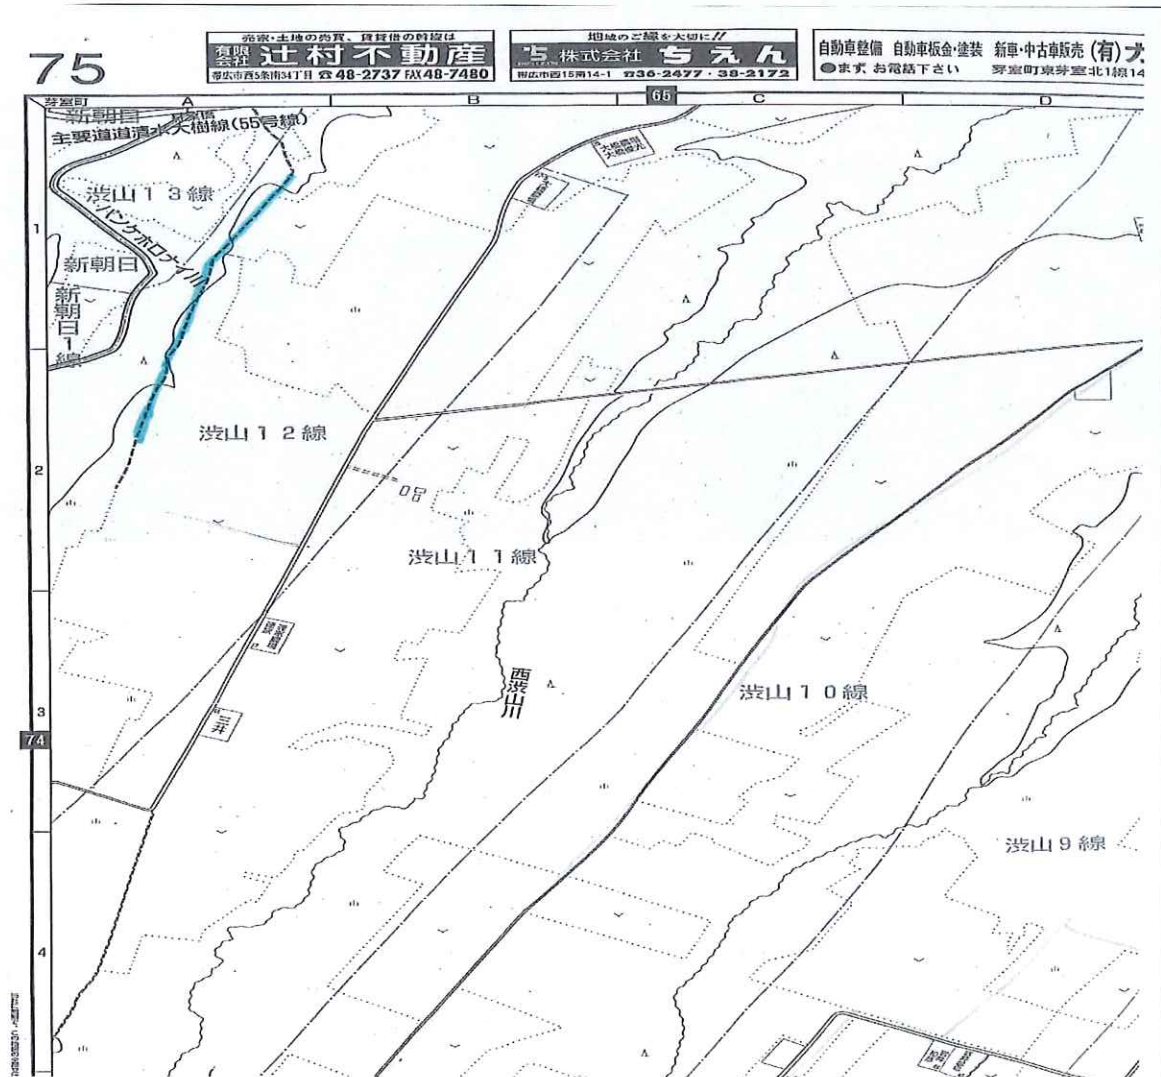 75
売家・土地の売買、賃貸借の斡旋は
有限会社 辻村不動産
帯広市西5条南34丁目 ☎48-2737 FAX48-7480
地域のご縁を大切に!!
株式会社 ちえん
帯広市西15南14-1 ☎36-2477・38-2172
自動車整備 自動車板金・塗装 新車・中古車販売 (有)
●まず、お電話下さい 芽室町東芽室北1線14
芽室町
A
B
65
C
D
新朝日
主要道道清水大樹線(55号線)
渋山13線
パンケホロナイ川
1
新朝日
新朝日1線
渋山12線
2
渋山11線
西渋山川
渋山10線
3
三井
74
渋山9線
4